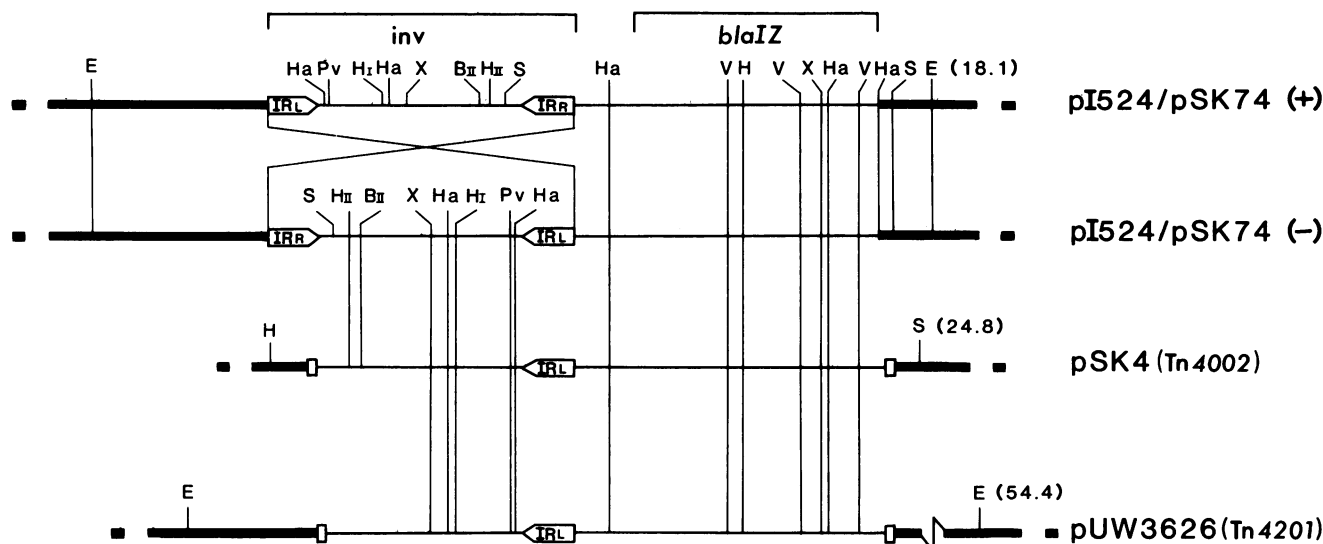 inv blaIZ
E Ha Pv HI Ha X BII HII S Ha V H V X Ha V Ha S E (18.1)
IRL IRR pI524/pSK74 (+)
S HII BII X Ha HI Pv Ha
IRR IRL pI524/pSK74 (−)
H S (24.8)
IRL pSK4 (Tn4002)
E E (54.4)
IRL pUW3626 (Tn4201)